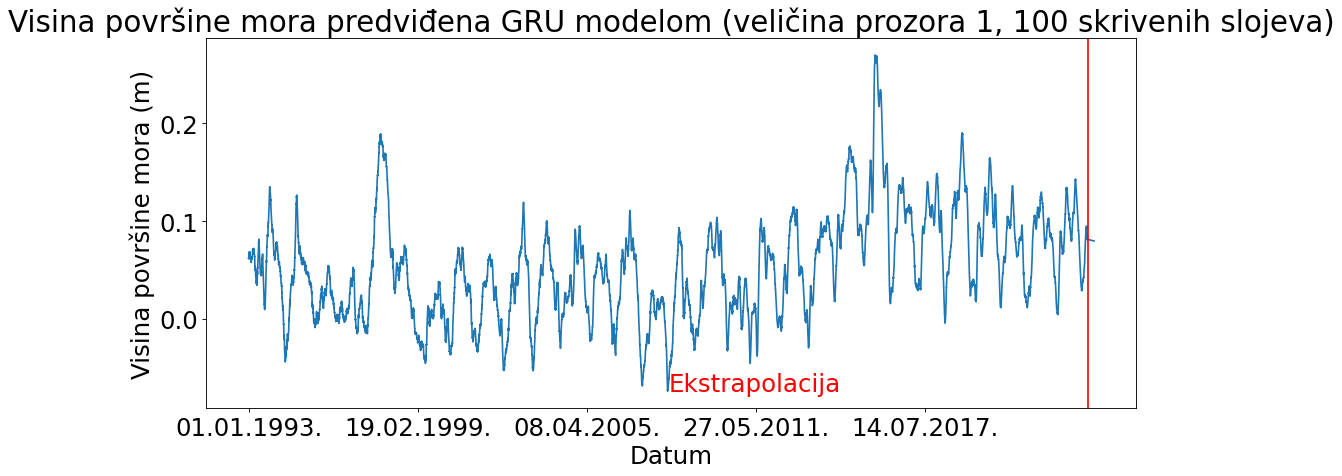 Visina površine mora predviđena GRU modelom (veličina prozora 1, 100 skrivenih slojeva)
Visina površine mora (m)
0.2
0.1
0.0
Ekstrapolacija
01.01.1993. 19.02.1999. 08.04.2005. 27.05.2011. 14.07.2017.
Datum